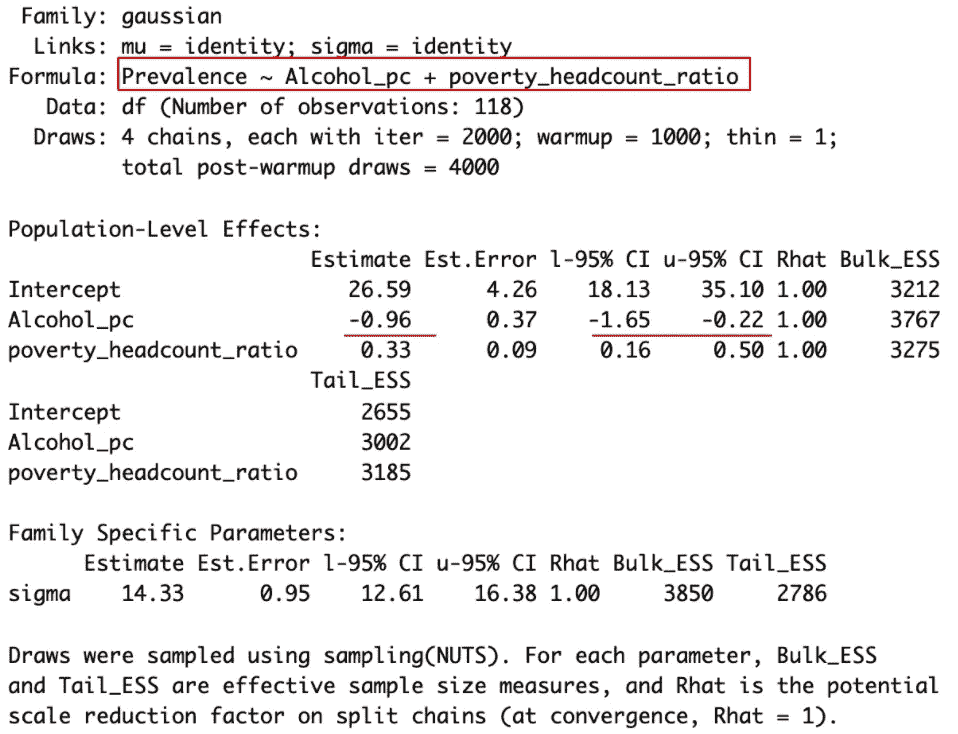 Family: gaussian
Links: mu = identity; sigma = identity
Formula: Prevalence ~ Alcohol_pc + poverty_headcount_ratio
Data: df (Number of observations: 118)
Draws: 4 chains, each with iter = 2000; warmup = 1000; thin = 1;
total post-warmup draws = 4000
Population-Level Effects:
Estimate Est.Error l-95% CI u-95% CI Rhat Bulk_ESS
Intercept 26.59 4.26 18.13 35.10 1.00 3212
Alcohol_pc -0.96 0.37 -1.65 -0.22 1.00 3767
poverty_headcount_ratio 0.33 0.09 0.16 0.50 1.00 3275
Tail_ESS
Intercept 2655
Alcohol_pc 3002
poverty_headcount_ratio 3185
Family Specific Parameters:
Estimate Est.Error l-95% CI u-95% CI Rhat Bulk_ESS Tail_ESS
sigma 14.33 0.95 12.61 16.38 1.00 3850 2786
Draws were sampled using sampling(NUTS). For each parameter, Bulk_ESS
and Tail_ESS are effective sample size measures, and Rhat is the potential
scale reduction factor on split chains (at convergence, Rhat = 1).